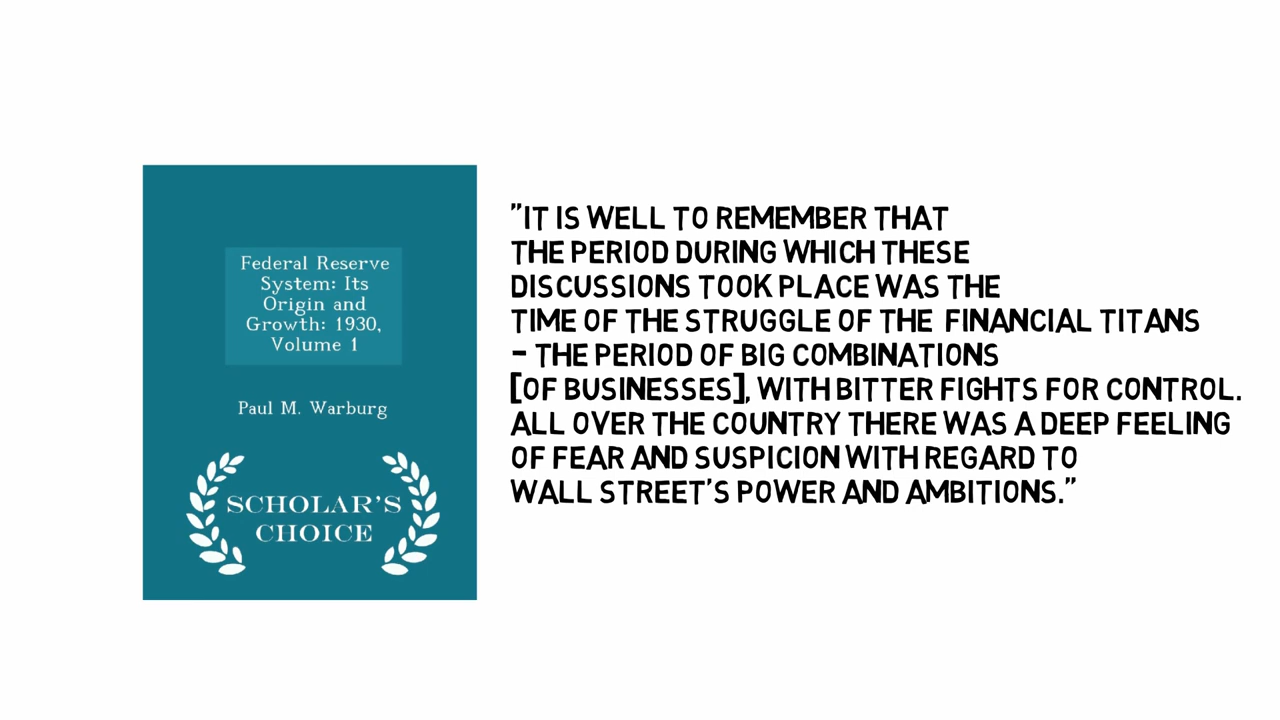 Federal Reserve
System: Its
Origin and
Growth: 1930,
Volume 1
Paul M. Warburg
SCHOLAR'S
CHOICE
"IT IS WELL TO REMEMBER THAT
THE PERIOD DURING WHICH THESE
DISCUSSIONS TOOK PLACE WAS THE
TIME OF THE STRUGGLE OF THE FINANCIAL TITANS
- THE PERIOD OF BIG COMBINATIONS
[OF BUSINESSES], WITH BITTER FIGHTS FOR CONTROL.
ALL OVER THE COUNTRY THERE WAS A DEEP FEELING
OF FEAR AND SUSPICION WITH REGARD TO
WALL STREET'S POWER AND AMBITIONS."